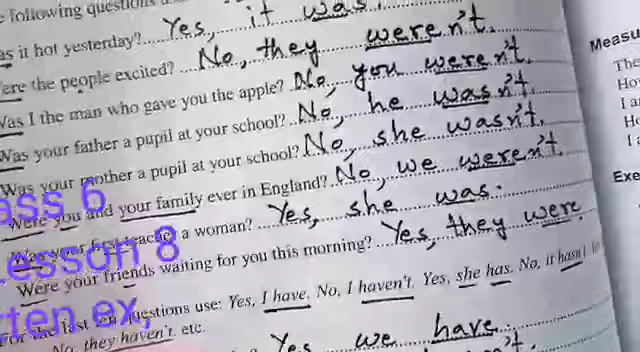 following questions
as it hot yesterday? Yes, it was.
ere the people excited? No, they weren't.
Was I the man who gave you the apple? No, you weren't.
Was your father a pupil at your school? No, he wasn't.
Was your mother a pupil at your school? No, she wasn't.
Were you and your family ever in England? No, we weren't.
Was your first teacher a woman? Yes, she was.
Were your friends waiting for you this morning? Yes, they were.
For the last ten questions use: Yes, I have. No, I haven't. Yes, she has. No, it hasn't.
No, they haven't. etc.
Yes we have.
ass 6
esson 8
ten ex,
Measu
The
Ho
I a
H
I a
Exe